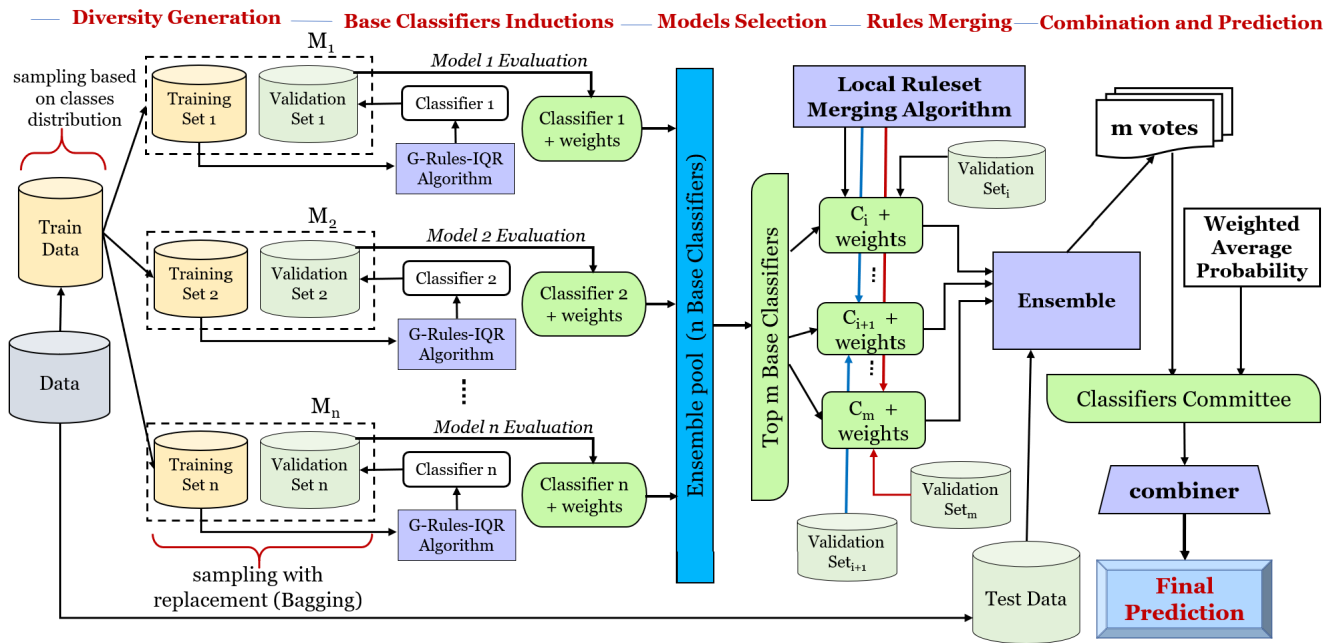 Diversity Generation
Base Classifiers Inductions
Models Selection
Rules Merging
Combination and Prediction
sampling based
on classes
distribution
Train
Data
Data
M1
Training
Set 1
Validation
Set 1
Model 1 Evaluation
Classifier 1
G-Rules-IQR
Algorithm
Classifier 1
+ weights
M2
Training
Set 2
Validation
Set 2
Model 2 Evaluation
Classifier 2
G-Rules-IQR
Algorithm
Classifier 2
+ weights
Mn
Training
Set n
Validation
Set n
Model n Evaluation
Classifier n
G-Rules-IQR
Algorithm
Classifier n
+ weights
sampling with
replacement (Bagging)
Ensemble pool (n Base Classifiers)
Top m Base Classifiers
Local Ruleset
Merging Algorithm
Validation
Seti
Ci +
weights
...
Ci+1 +
weights
...
Cm +
weights
Validation
Setm
Validation
Seti+1
Ensemble
Test Data
m votes
Weighted
Average
Probability
Classifiers Committee
combiner
Final
Prediction